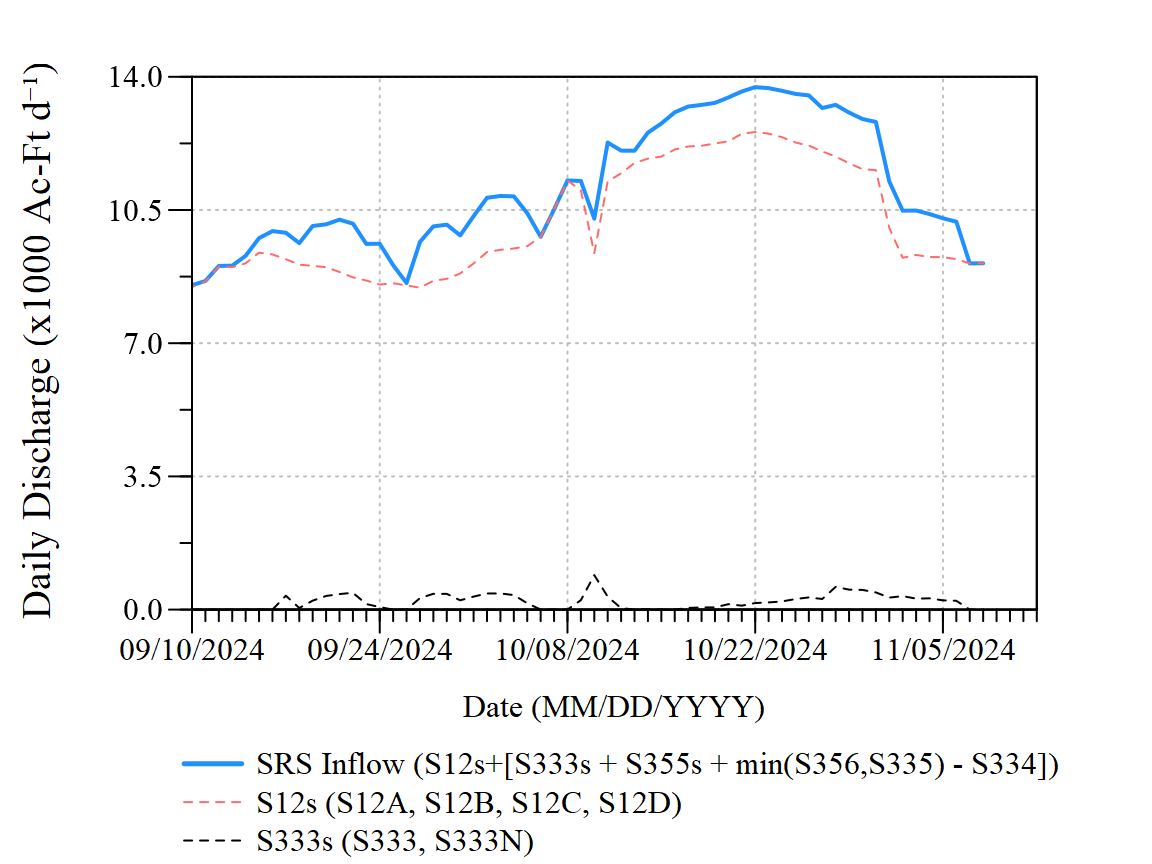 Daily Discharge (x1000 Ac-Ft d⁻¹)
14.0
10.5
7.0
3.5
0.0
09/10/2024 09/24/2024 10/08/2024 10/22/2024 11/05/2024
Date (MM/DD/YYYY)
SRS Inflow (S12s+[S333s + S355s + min(S356,S335) - S334])
S12s (S12A, S12B, S12C, S12D)
S333s (S333, S333N)